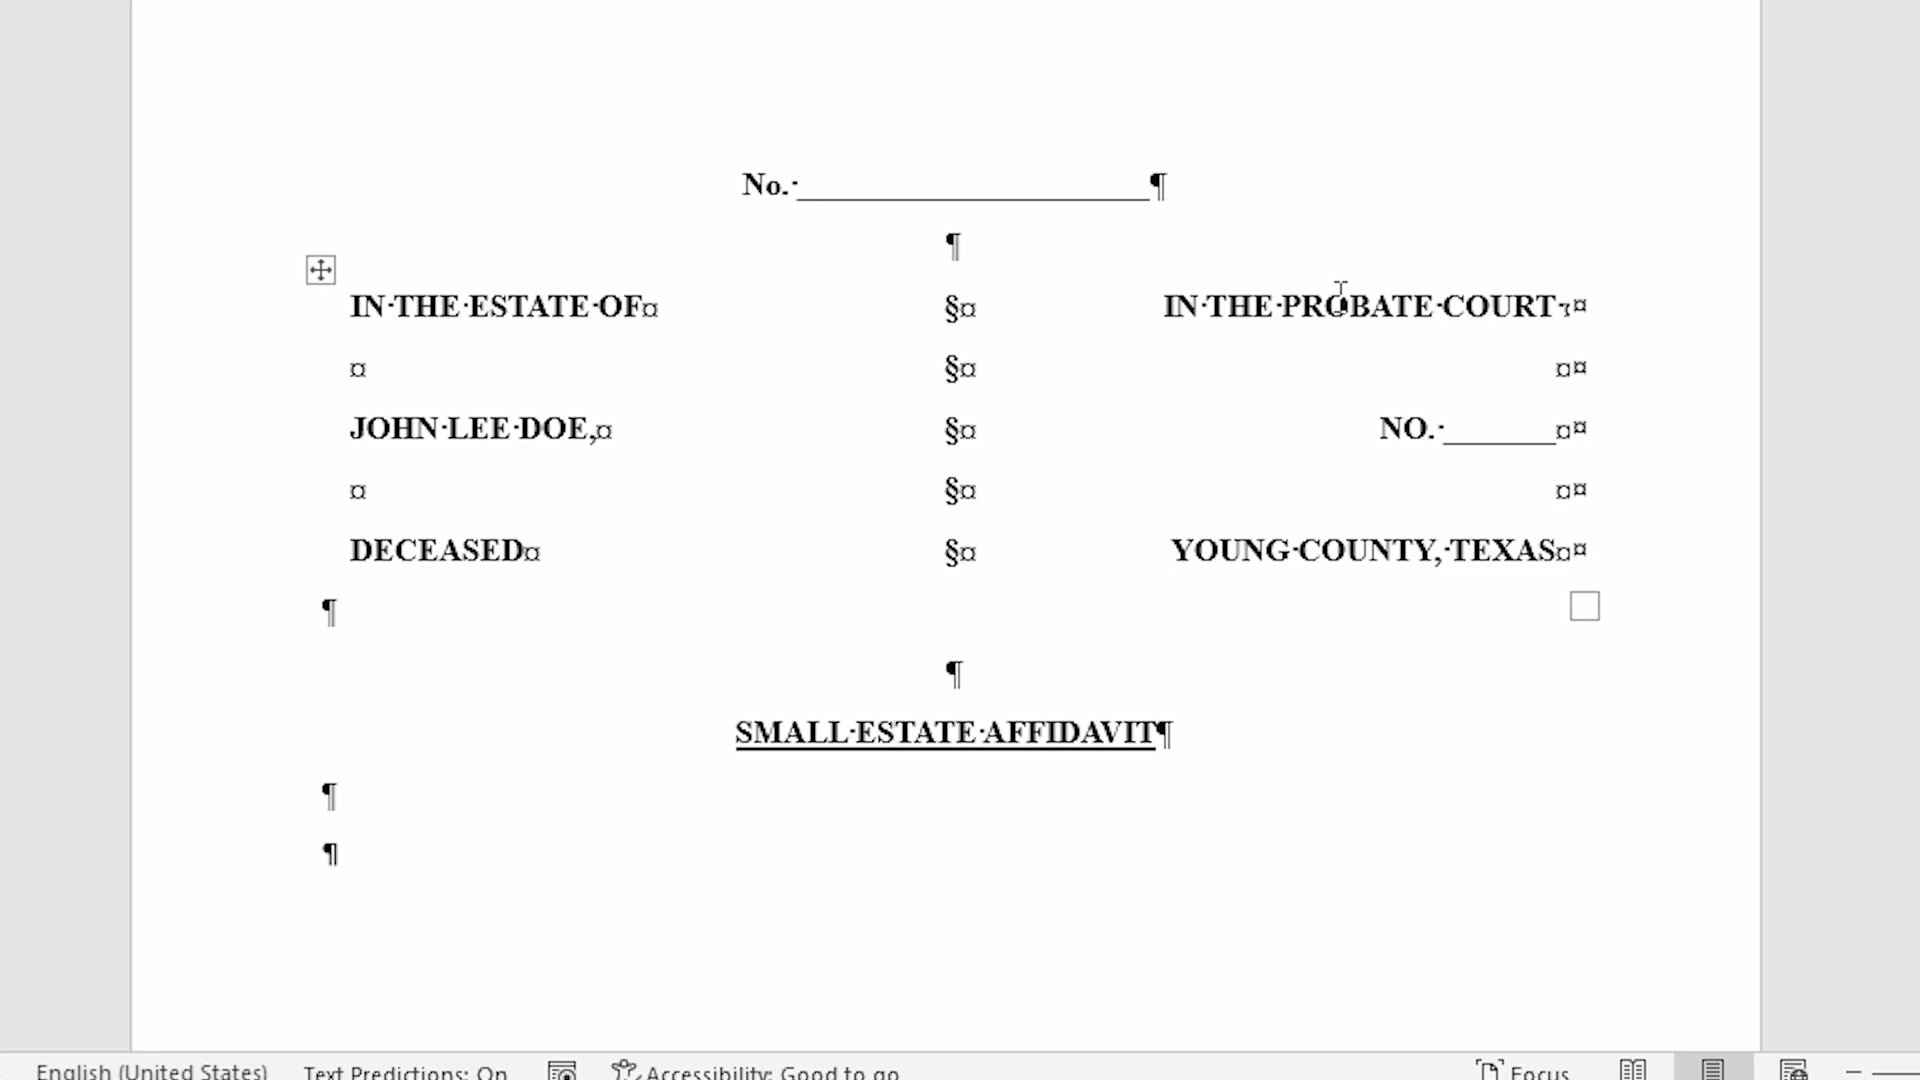 No. ______________________
IN THE ESTATE OF § IN THE PROBATE COURT
§
JOHN LEE DOE, § NO. _______
§
DECEASED § YOUNG COUNTY, TEXAS
SMALL ESTATE AFFIDAVIT
English (United States) Text Predictions: On Accessibility: Good to go Focus